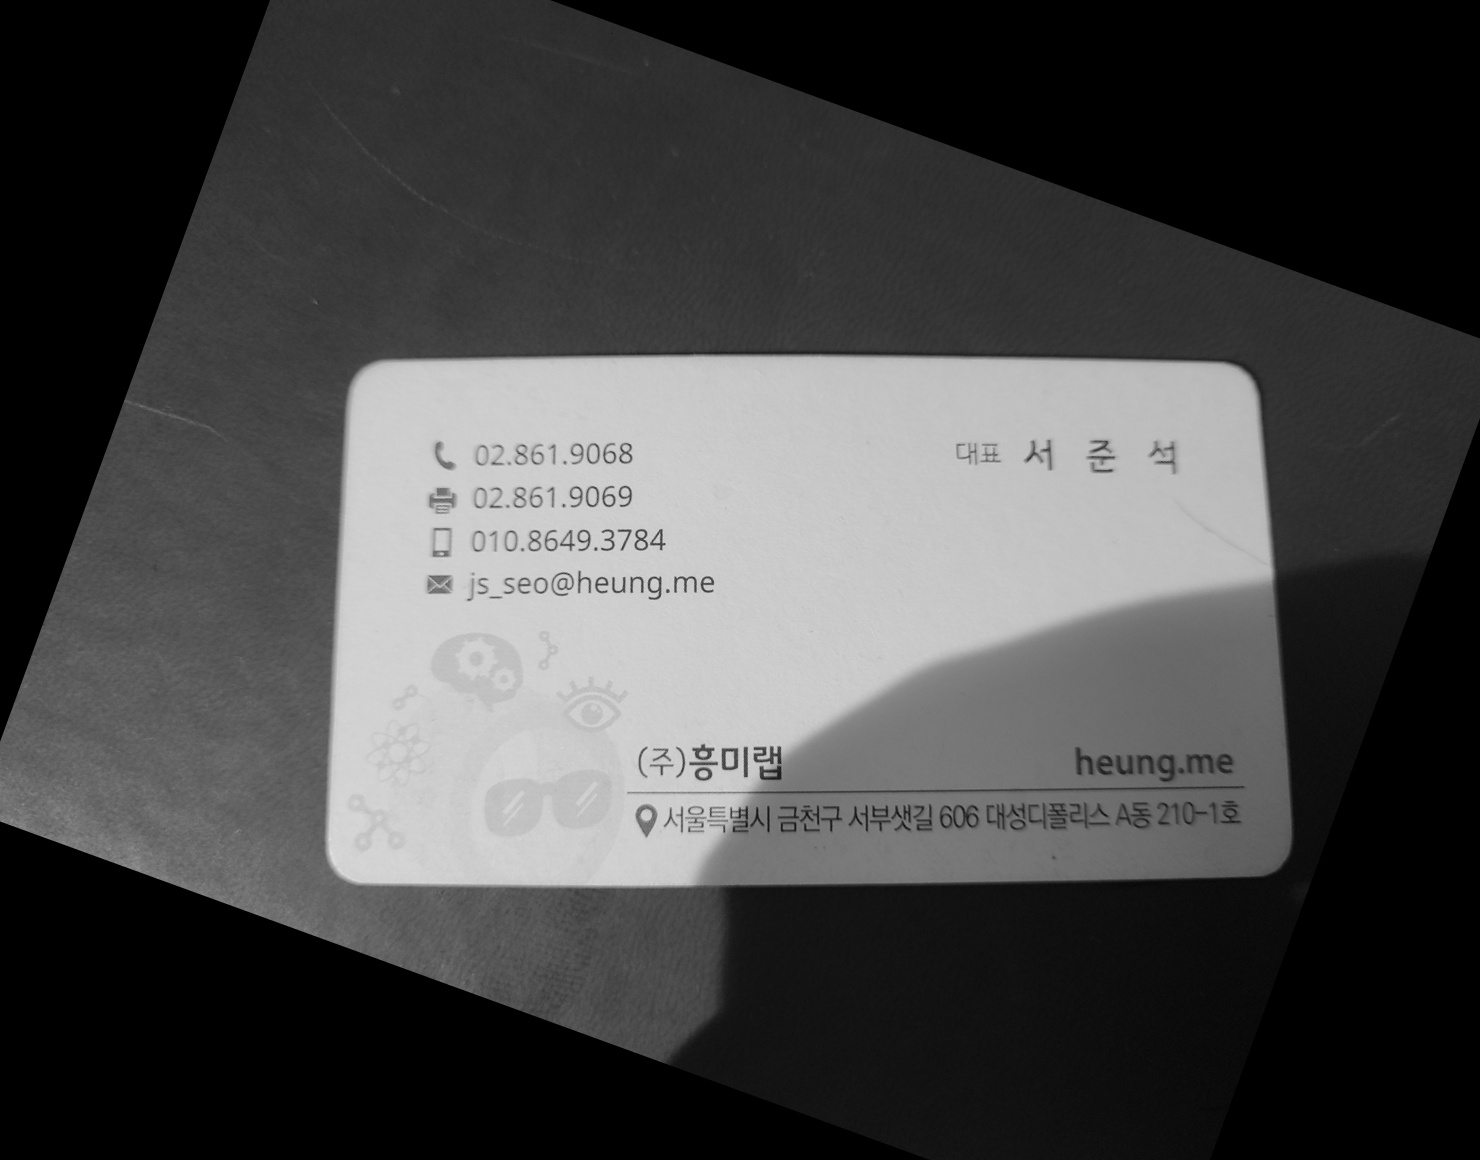 02.861.9068
02.861.9069
010.8649.3784
js_seo@heung.me
대표 서 준 석
(주)흥미랩
heung.me
서울특별시 금천구 서부샛길 606 대성디폴리스 A동 210-1호